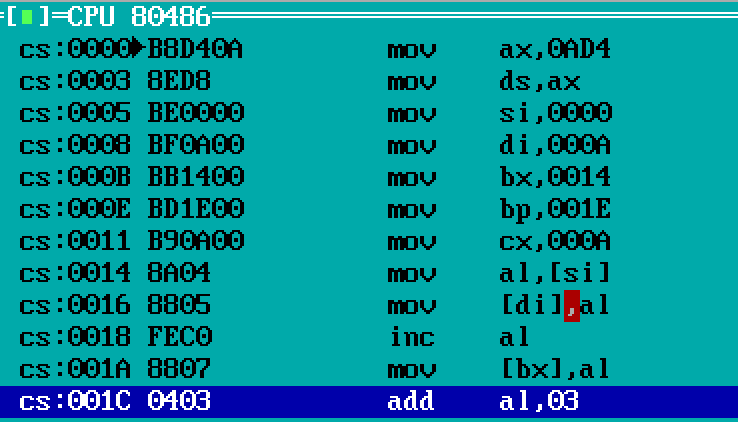 [■]=CPU 80486
cs:0000►B8D40A mov ax,0AD4
cs:0003 8ED8 mov ds,ax
cs:0005 BE0000 mov si,0000
cs:0008 BF0A00 mov di,000A
cs:000B BB1400 mov bx,0014
cs:000E BD1E00 mov bp,001E
cs:0011 B90A00 mov cx,000A
cs:0014 8A04 mov al,[si]
cs:0016 8805 mov [di],al
cs:0018 FEC0 inc al
cs:001A 8807 mov [bx],al
cs:001C 0403 add al,03